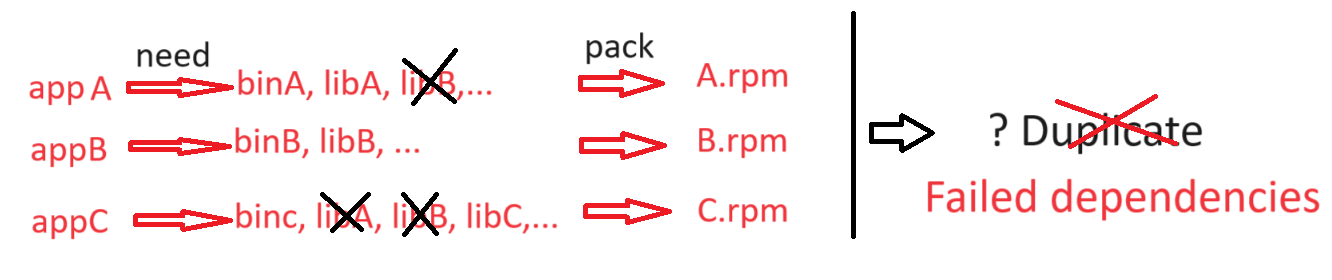 need pack
app A binA, libA, libB,... A.rpm
appB binB, libB, ... B.rpm
appC binc, libA, libB, libC,... C.rpm
? Duplicate
Failed dependencies